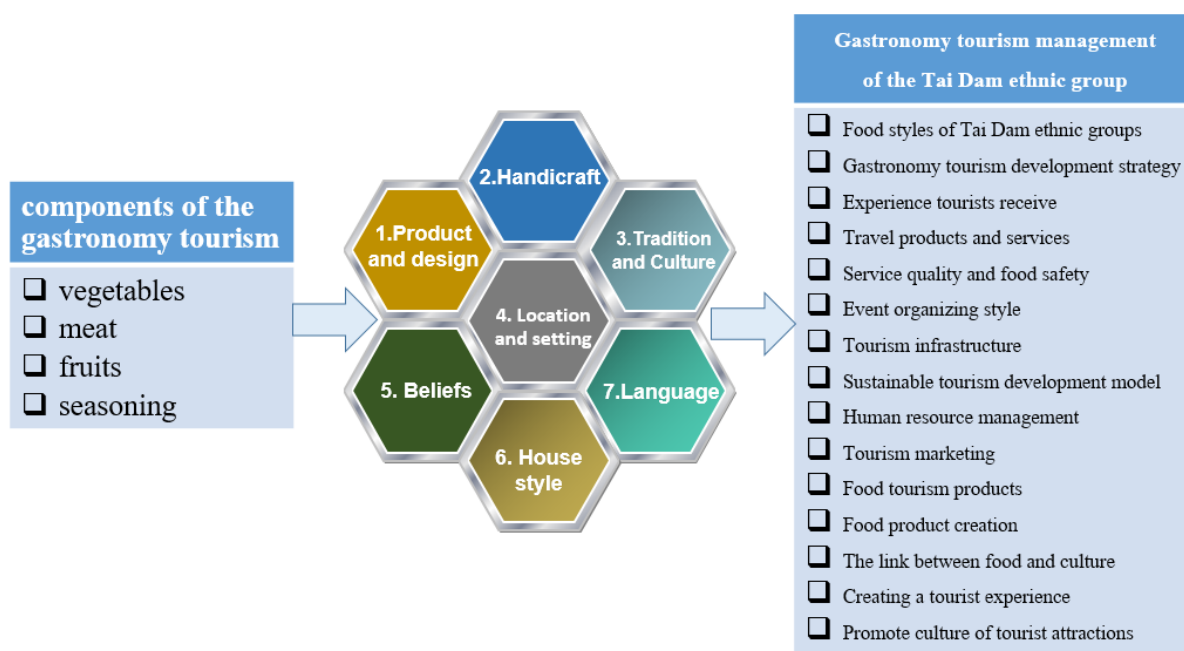 components of the
gastronomy tourism
vegetables
meat
fruits
seasoning
1.Product
and design
2.Handicraft
3.Tradition
and Culture
4. Location
and setting
5. Beliefs
6. House
style
7.Language
Gastronomy tourism management
of the Tai Dam ethnic group
Food styles of Tai Dam ethnic groups
Gastronomy tourism development strategy
Experience tourists receive
Travel products and services
Service quality and food safety
Event organizing style
Tourism infrastructure
Sustainable tourism development model
Human resource management
Tourism marketing
Food tourism products
Food product creation
The link between food and culture
Creating a tourist experience
Promote culture of tourist attractions